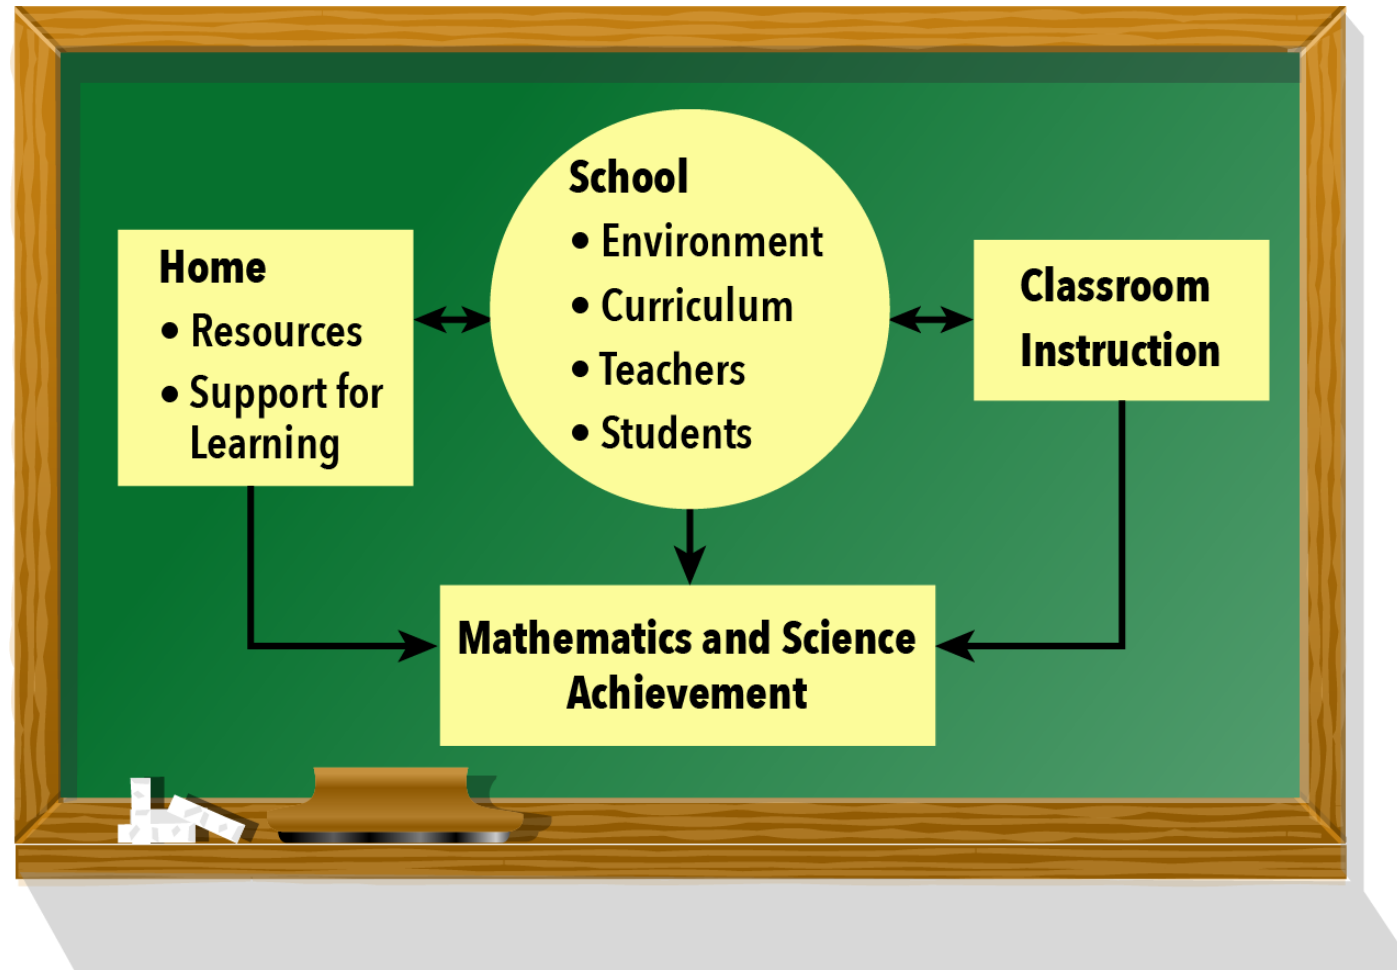 School
• Environment
• Curriculum
• Teachers
• Students
Home
• Resources
• Support for
Learning
Classroom
Instruction
Mathematics and Science
Achievement